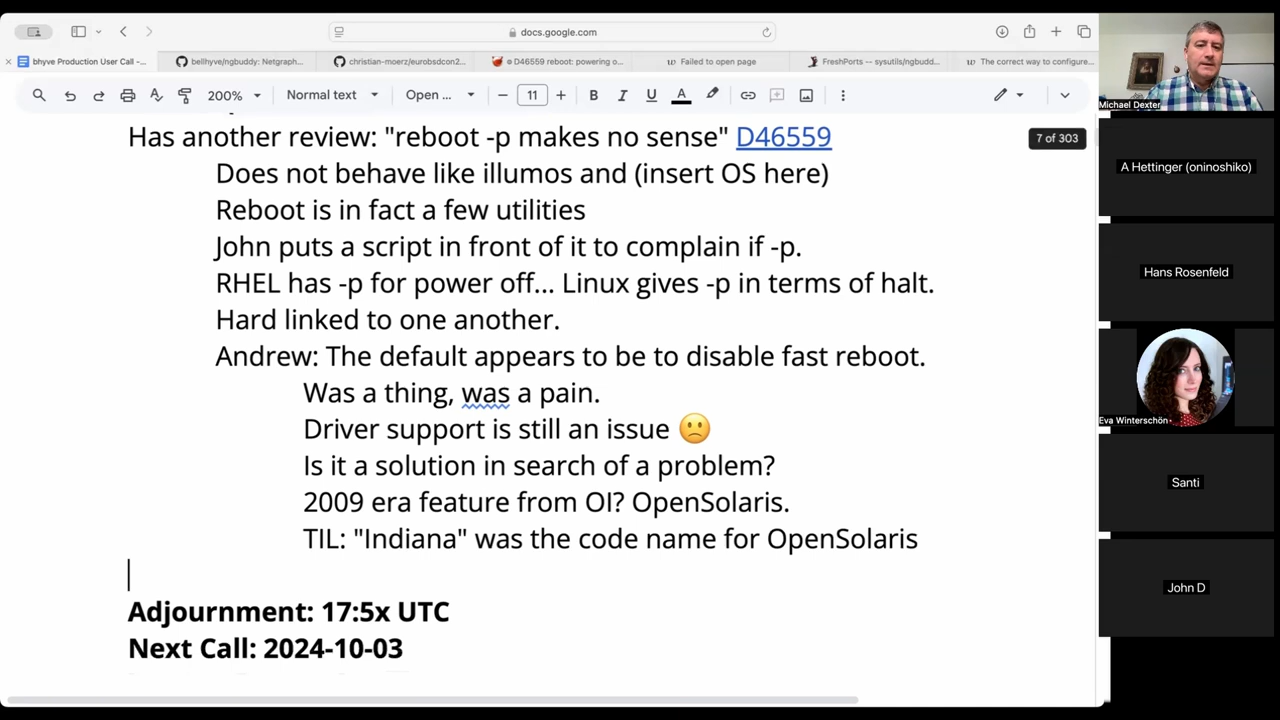 docs.google.com
bhyve Production User Call -...
bellhyve/ngbuddy: Netgraph...
christian-moerz/eurobsdcon2...
D46559 reboot: powering o...
Failed to open page
FreshPorts -- sysutils/ngbudd...
The correct way to configure...
200%
Normal text
Open ...
11
B I U A
Has another review: "reboot -p makes no sense" D46559
7 of 303
Does not behave like illumos and (insert OS here)
Reboot is in fact a few utilities
John puts a script in front of it to complain if -p.
RHEL has -p for power off... Linux gives -p in terms of halt.
Hard linked to one another.
Andrew: The default appears to be to disable fast reboot.
Was a thing, was a pain.
Driver support is still an issue 🙁
Is it a solution in search of a problem?
2009 era feature from OI? OpenSolaris.
TIL: "Indiana" was the code name for OpenSolaris
Adjournment: 17:5x UTC
Next Call: 2024-10-03
Michael Dexter
A Hettinger (oninoshiko)
Hans Rosenfeld
Eva Winterschön
Santi
John D